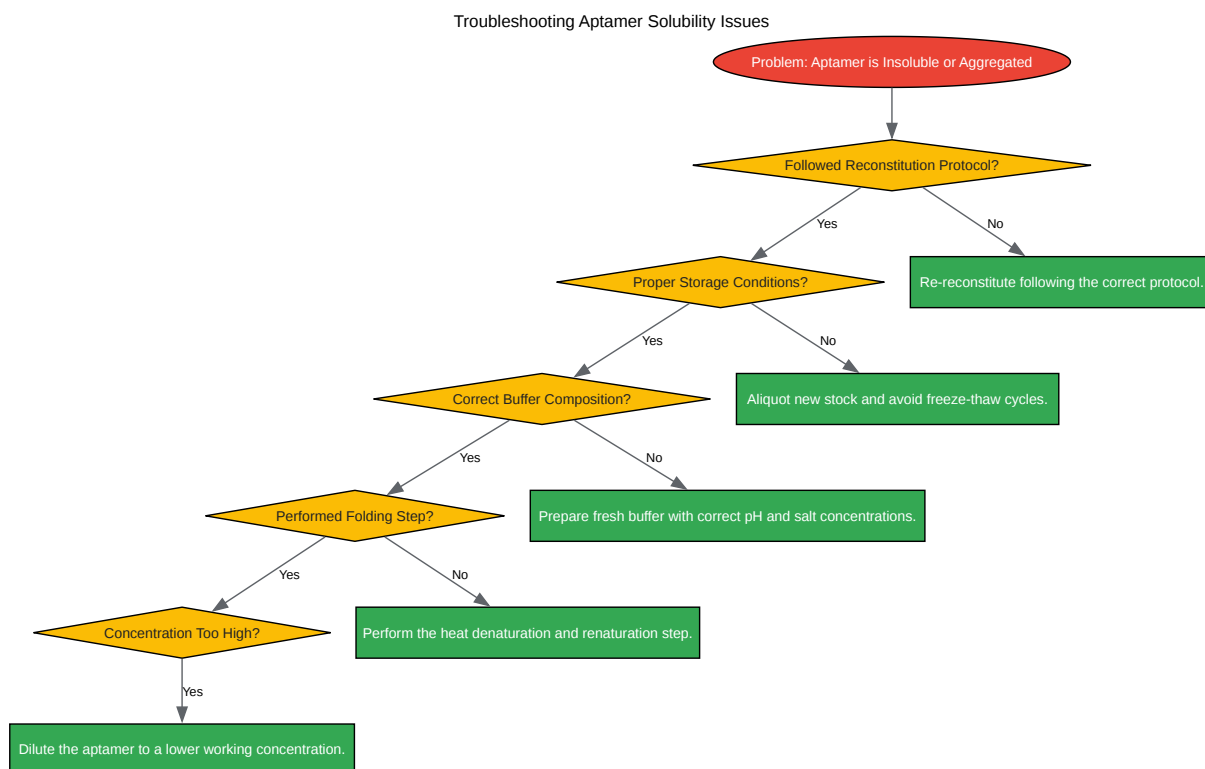 Troubleshooting Aptamer Solubility Issues
Problem: Aptamer is Insoluble or Aggregated
Followed Reconstitution Protocol?
Yes
No
Proper Storage Conditions?
Re-reconstitute following the correct protocol.
Yes
No
Correct Buffer Composition?
Aliquot new stock and avoid freeze-thaw cycles.
Yes
No
Performed Folding Step?
Prepare fresh buffer with correct pH and salt concentrations.
Yes
No
Concentration Too High?
Perform the heat denaturation and renaturation step.
Yes
Dilute the aptamer to a lower working concentration.